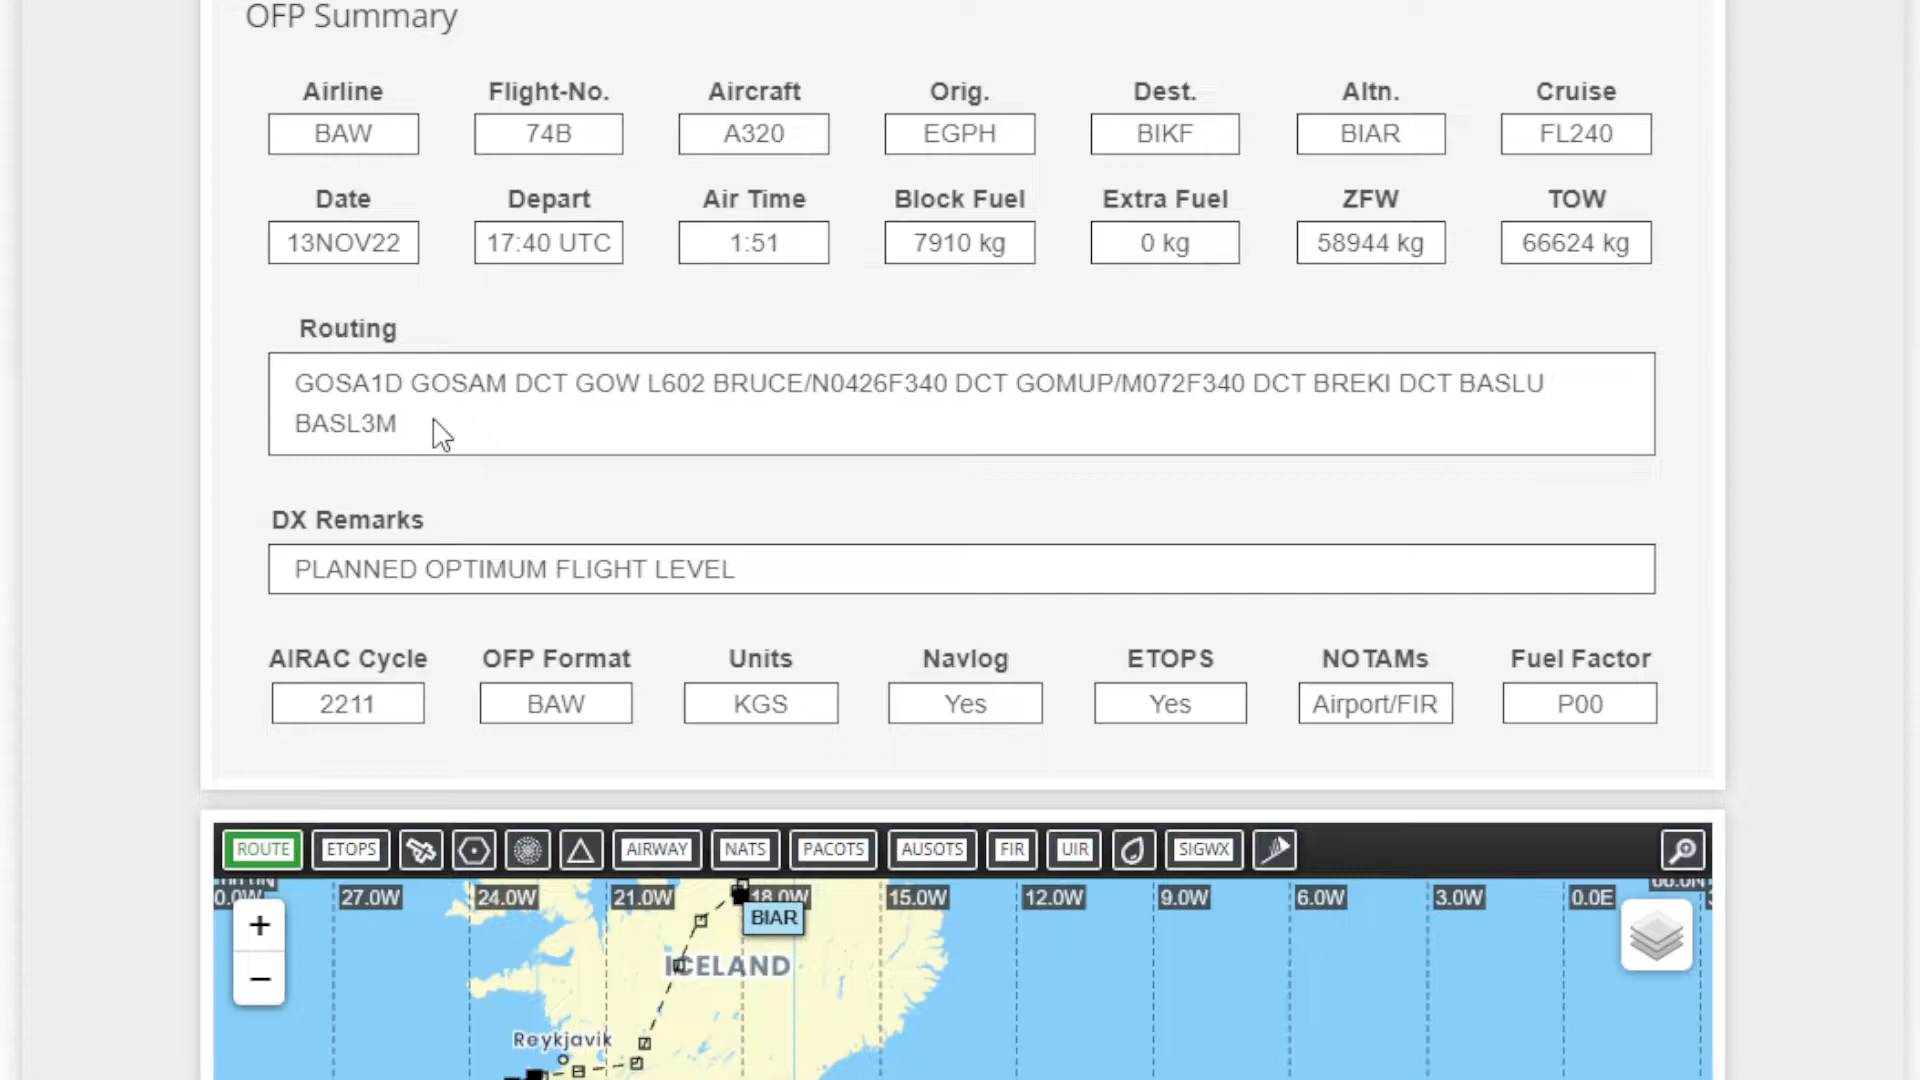 OFP Summary
Airline Flight-No. Aircraft Orig. Dest. Altn. Cruise
BAW 74B A320 EGPH BIKF BIAR FL240
Date Depart Air Time Block Fuel Extra Fuel ZFW TOW
13NOV22 17:40 UTC 1:51 7910 kg 0 kg 58944 kg 66624 kg
Routing
GOSA1D GOSAM DCT GOW L602 BRUCE/N0426F340 DCT GOMUP/M072F340 DCT BREKI DCT BASLU
BASL3M
DX Remarks
PLANNED OPTIMUM FLIGHT LEVEL
AIRAC Cycle OFP Format Units Navlog ETOPS NOTAMs Fuel Factor
2211 BAW KGS Yes Yes Airport/FIR P00
ROUTE ETOPS AIRWAY NATS PACOTS AUSOTS FIR UIR SIGWX
27.0W 24.0W 21.0W 18.0W 15.0W 12.0W 9.0W 6.0W 3.0W 0.0E
+
BIAR
ICELAND
−
Reykjavik